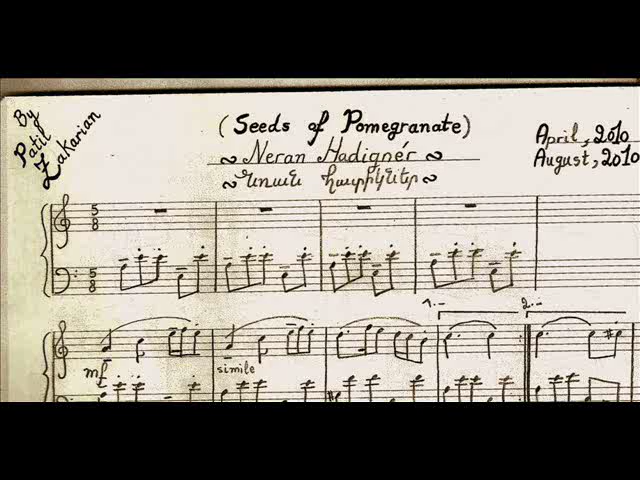 By
Patil
Zakarian
(Seeds of Pomegranate)
~ Neran Hadignér ~
~ Նռան հատիկներ ~
April, 2010
August, 2010
5
8
5
8
1.-
2.-
mf
simile